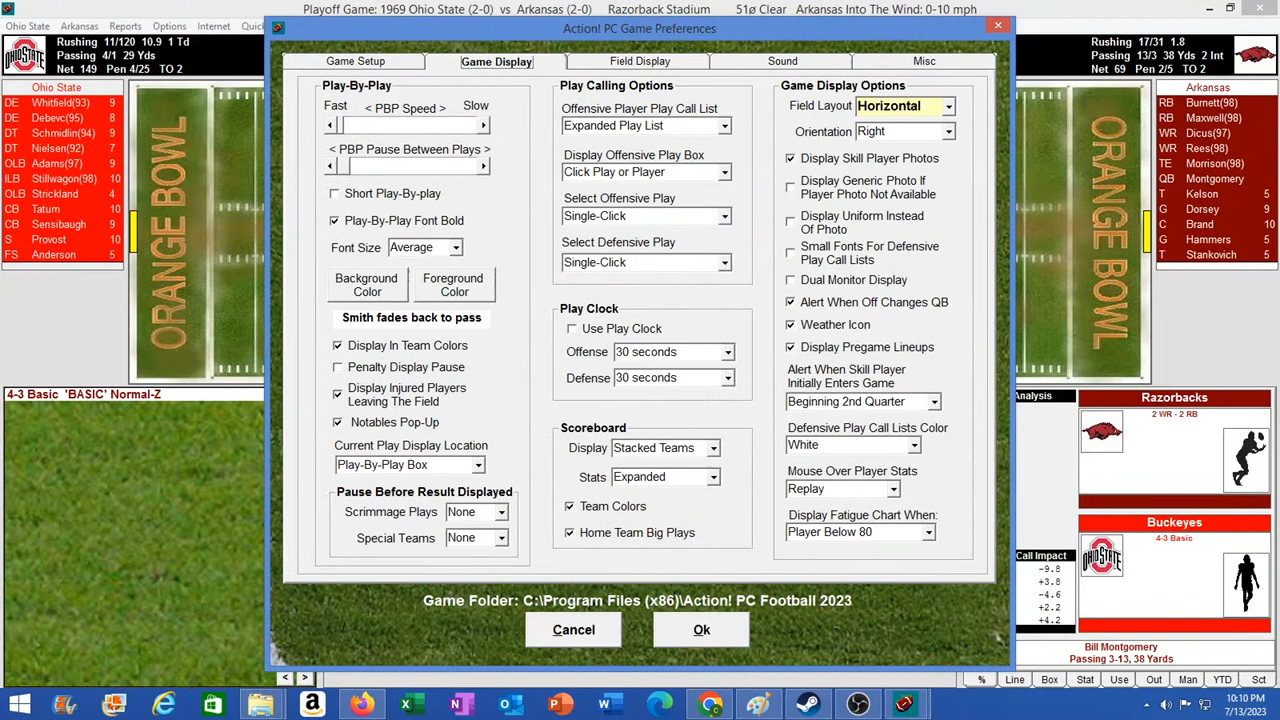 Playoff Game: 1969 Ohio State (2-0) vs Arkansas (2-0) Razorback Stadium 51ø Clear Arkansas Into The Wind: 0-10 mph
Ohio State Arkansas Reports Options Internet Quick
Action! PC Game Preferences
Rushing 11/120 10.9 1 Td
Passing 4/1 29 Yds
Net 149 Pen 4/25 TO 2
Rushing 17/31 1.8
Passing 13/3 38 Yds 2 Int
Net 69 Pen 2/5 TO 2
Ohio State
DE Whitfield(93) 9
DE Debevc(95) 8
DT Schmidlin(94) 9
DT Nielsen(92) 7
OLB Adams(97) 9
ILB Stillwagon(98) 10
OLB Strickland 4
CB Tatum 10
CB Sensibaugh 9
S Provost 10
FS Anderson 5
ORANGE BOWL
Game Setup Game Display Field Display Sound Misc
Play-By-Play
Fast < PBP Speed > Slow
< PBP Pause Between Plays >
Short Play-By-play
Play-By-Play Font Bold
Font Size Average
Background Color
Foreground Color
Smith fades back to pass
Display In Team Colors
Penalty Display Pause
Display Injured Players
Leaving The Field
Notables Pop-Up
Current Play Display Location
Play-By-Play Box
Pause Before Result Displayed
Scrimmage Plays None
Special Teams None
Play Calling Options
Offensive Player Play Call List
Expanded Play List
Display Offensive Play Box
Click Play or Player
Select Offensive Play
Single-Click
Select Defensive Play
Single-Click
Play Clock
Use Play Clock
Offense 30 seconds
Defense 30 seconds
Scoreboard
Display Stacked Teams
Stats Expanded
Team Colors
Home Team Big Plays
Game Display Options
Field Layout Horizontal
Orientation Right
Display Skill Player Photos
Display Generic Photo If
Player Photo Not Available
Display Uniform Instead
Of Photo
Small Fonts For Defensive
Play Call Lists
Dual Monitor Display
Alert When Off Changes QB
Weather Icon
Display Pregame Lineups
Alert When Skill Player
Initially Enters Game
Beginning 2nd Quarter
Defensive Play Call Lists Color
White
Mouse Over Player Stats
Replay
Display Fatigue Chart When:
Player Below 80
Game Folder: C:\Program Files (x86)\Action! PC Football 2023
Cancel Ok
ORANGE BOWL
Arkansas
RB Burnett(98)
RB Maxwell(98)
WR Dicus(97)
WR Rees(98)
TE Morrison(98)
QB Montgomery
T Kelson 5
G Dorsey 9
C Brand 10
G Hammers 5
T Stankovich 5
4-3 Basic 'BASIC' Normal-Z
Analysis
Call Impact
-9.8
+3.8
-4.6
+2.2
+4.2
Razorbacks
2 WR - 2 RB
Buckeyes
4-3 Basic
OHIO STATE
Bill Montgomery
Passing 3-13, 38 Yards
< > % Line Box Stat Use Out Man YTD Sct
10:10 PM
7/13/2023